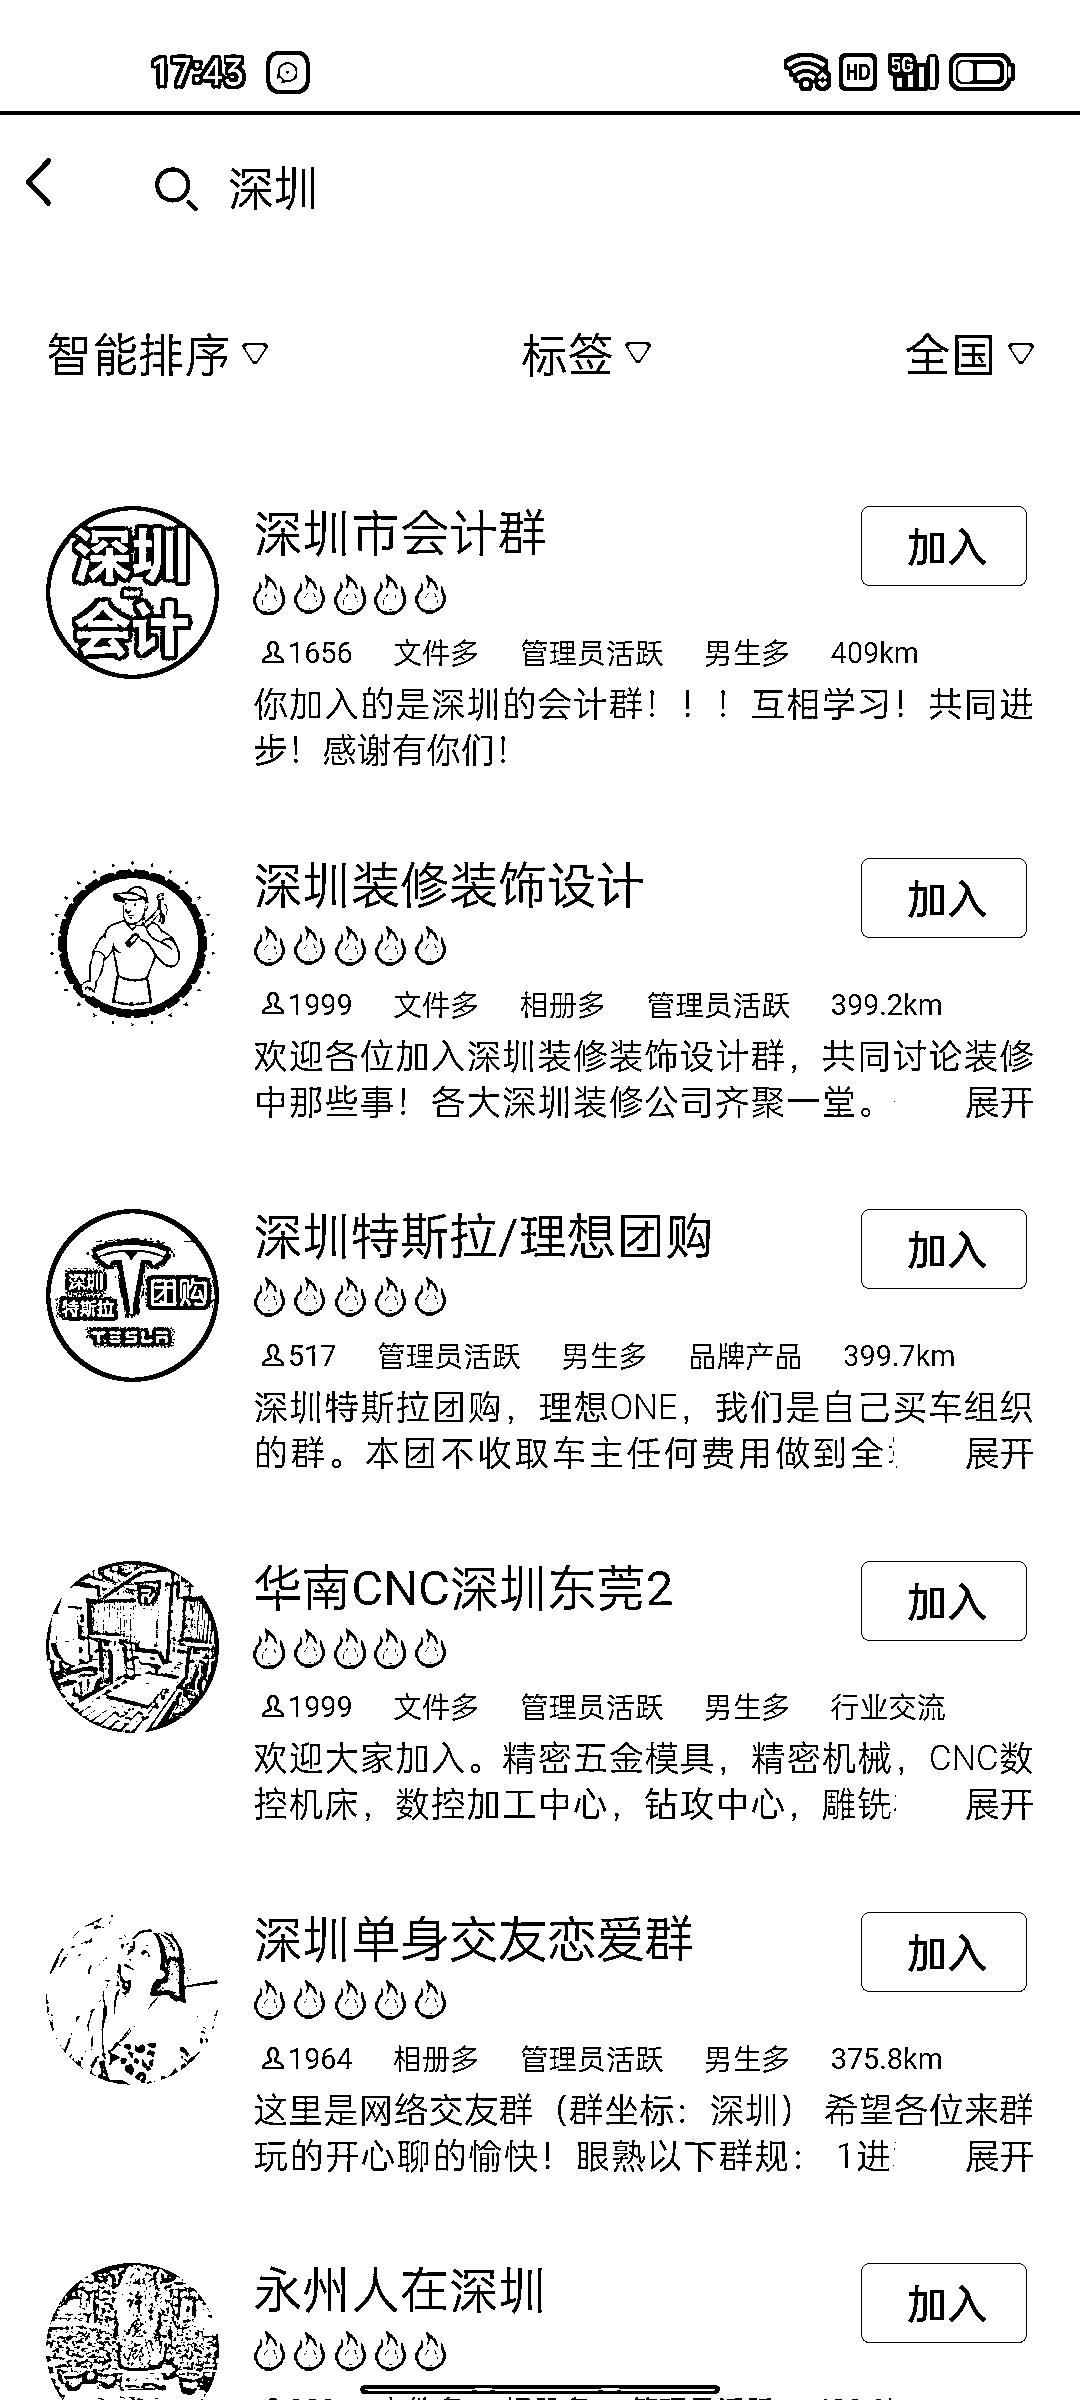 17:43
HD 5G
深圳
智能排序 标签 全国
深圳
会计
深圳市会计群
加入
1656 文件多 管理员活跃 男生多 409km
你加入的是深圳的会计群！！！互相学习！共同进
步！感谢有你们！
深圳装修装饰设计
加入
1999 文件多 相册多 管理员活跃 399.2km
欢迎各位加入深圳装修装饰设计群，共同讨论装修
中那些事！各大深圳装修公司齐聚一堂。 展开
深圳
特斯拉
团购
TESLA
深圳特斯拉/理想团购
加入
517 管理员活跃 男生多 品牌产品 399.7km
深圳特斯拉团购，理想ONE，我们是自己买车组织
的群。本团不收取车主任何费用做到全 展开
华南CNC深圳东莞2
加入
1999 文件多 管理员活跃 男生多 行业交流
欢迎大家加入。精密五金模具，精密机械，CNC数
控机床，数控加工中心，钻攻中心，雕铣 展开
深圳单身交友恋爱群
加入
1964 相册多 管理员活跃 男生多 375.8km
这里是网络交友群（群坐标：深圳） 希望各位来群
玩的开心聊的愉快！眼熟以下群规： 1进 展开
永州人在深圳
加入